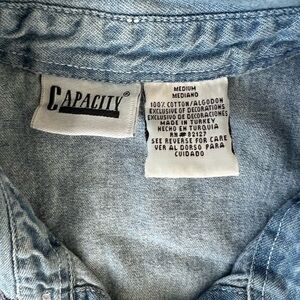 CAPACITY®
MEDIUM
MEDIANO
100% COTTON/ALGODON
EXCLUSIVE OF DECORATIONS
EXCLUSIVO DE DECORACIONES
MADE IN TURKEY
HECHO EN TURQUIA
RN# 82127
SEE REVERSE FOR CARE
VER AL DORSO PARA EL
CUIDADO